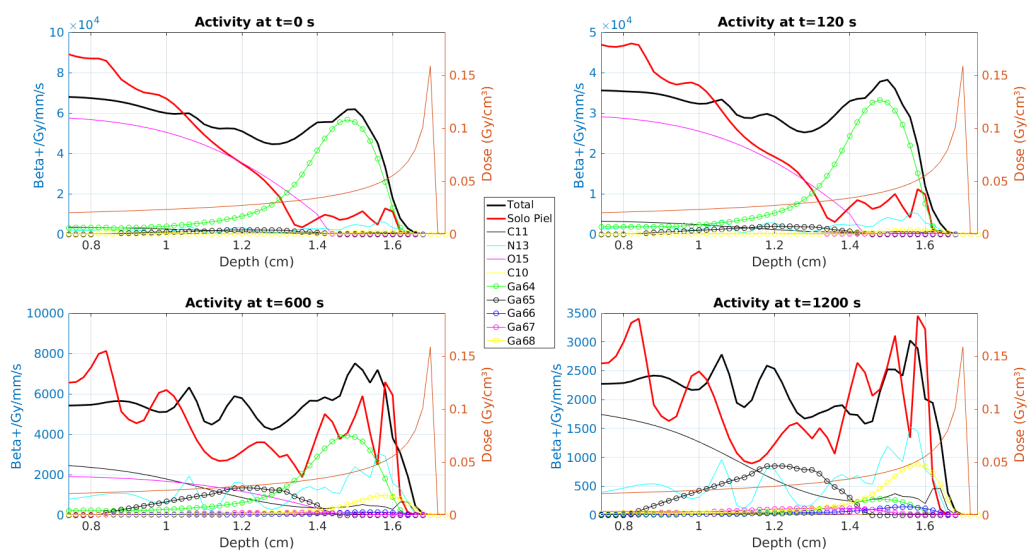 Activity at t=0 s
×10⁴
Beta+/Gy/mm/s
10
8
6
4
2
0
0.8
1
1.2
1.4
1.6
Depth (cm)
0.15
0.1
0.05
0
Dose (Gy/cm³)
Activity at t=120 s
×10⁴
Beta+/Gy/mm/s
5
4
3
2
1
0
0.8
1
1.2
1.4
1.6
Depth (cm)
0.15
0.1
0.05
0
Dose (Gy/cm³)
Total
Solo Piel
C11
N13
O15
C10
Ga64
Ga65
Ga66
Ga67
Ga68
Activity at t=600 s
Beta+/Gy/mm/s
10000
8000
6000
4000
2000
0
0.8
1
1.2
1.4
1.6
Depth (cm)
0.15
0.1
0.05
0
Dose (Gy/cm³)
Activity at t=1200 s
Beta+/Gy/mm/s
3500
3000
2500
2000
1500
1000
500
0
0.8
1
1.2
1.4
1.6
Depth (cm)
0.15
0.1
0.05
0
Dose (Gy/cm³)